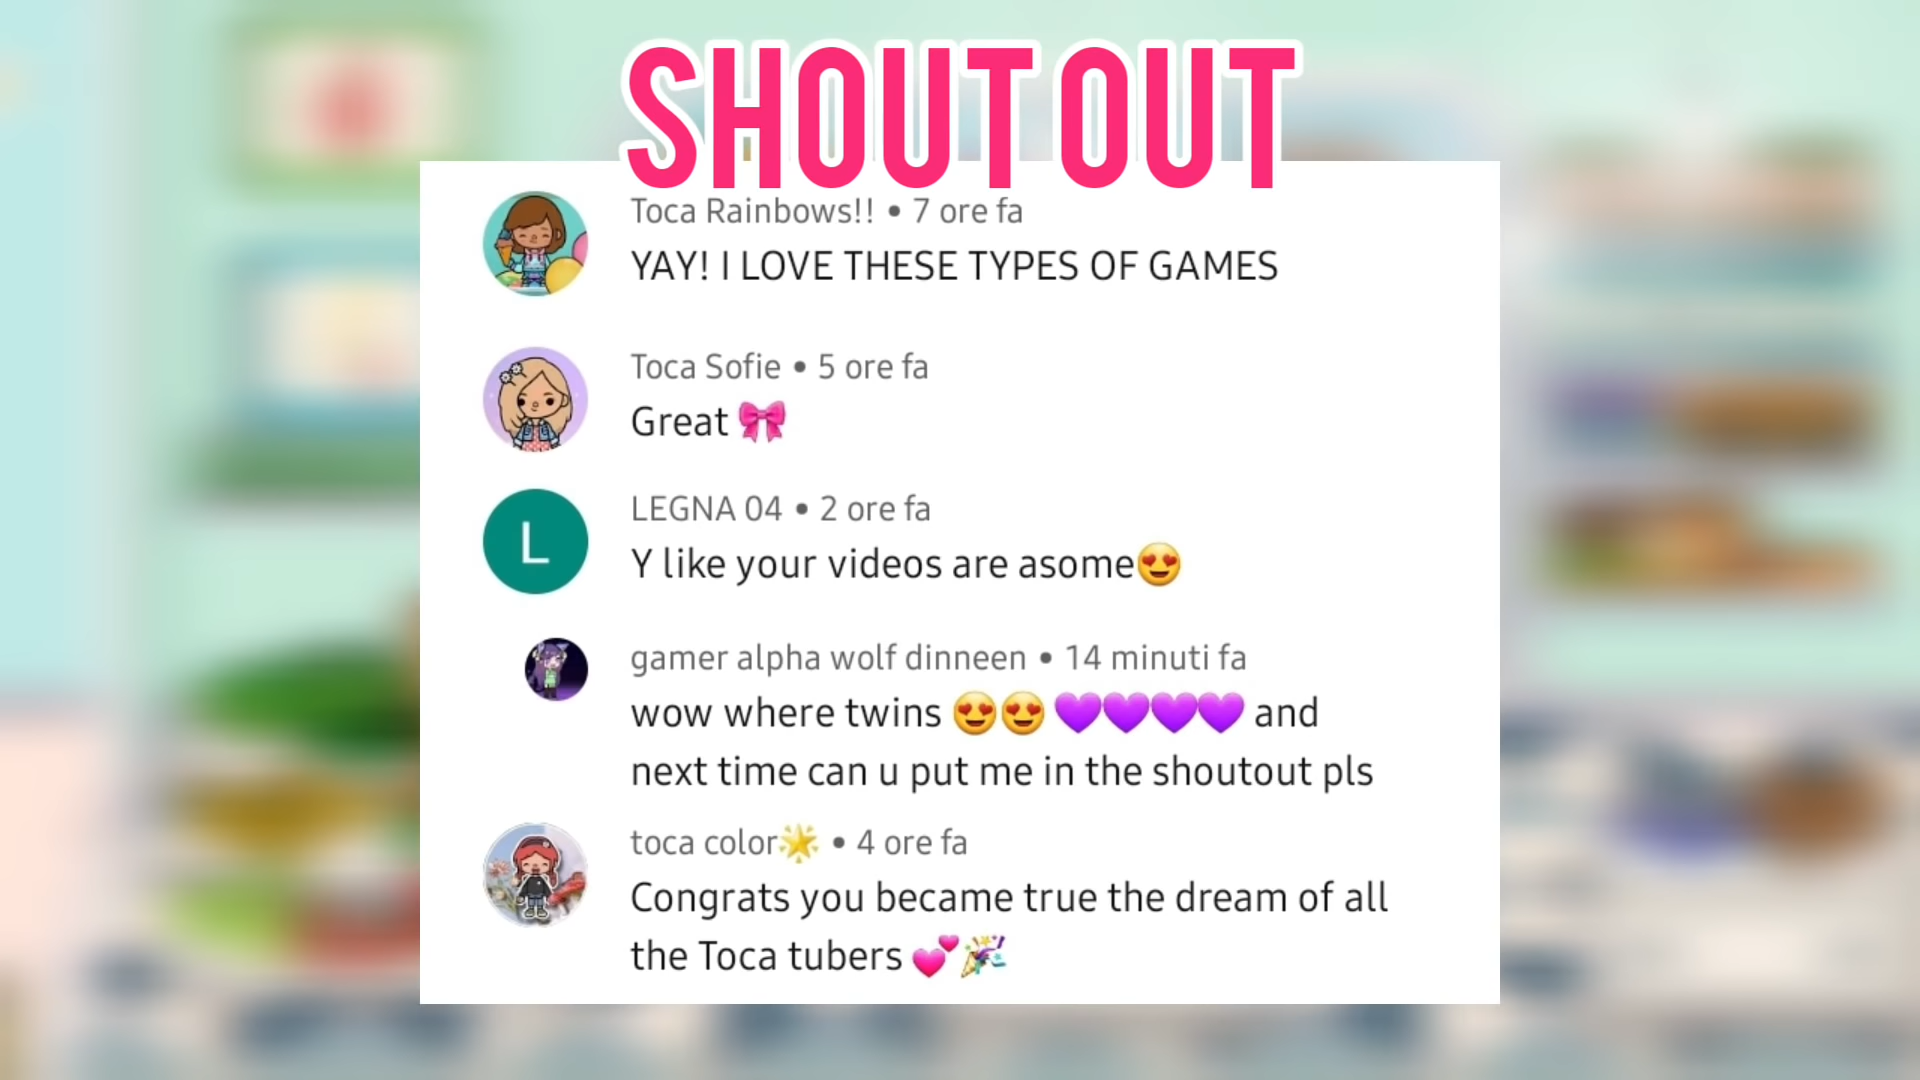 SHOUT OUT
Toca Rainbows!! • 7 ore fa
YAY! I LOVE THESE TYPES OF GAMES
Toca Sofie • 5 ore fa
Great 🎀
L
LEGNA 04 • 2 ore fa
Y like your videos are asome😍
gamer alpha wolf dinneen • 14 minuti fa
wow where twins 😍😍 💜💜💜💜 and
next time can u put me in the shoutout pls
toca color🌟 • 4 ore fa
Congrats you became true the dream of all
the Toca tubers 💕🎉